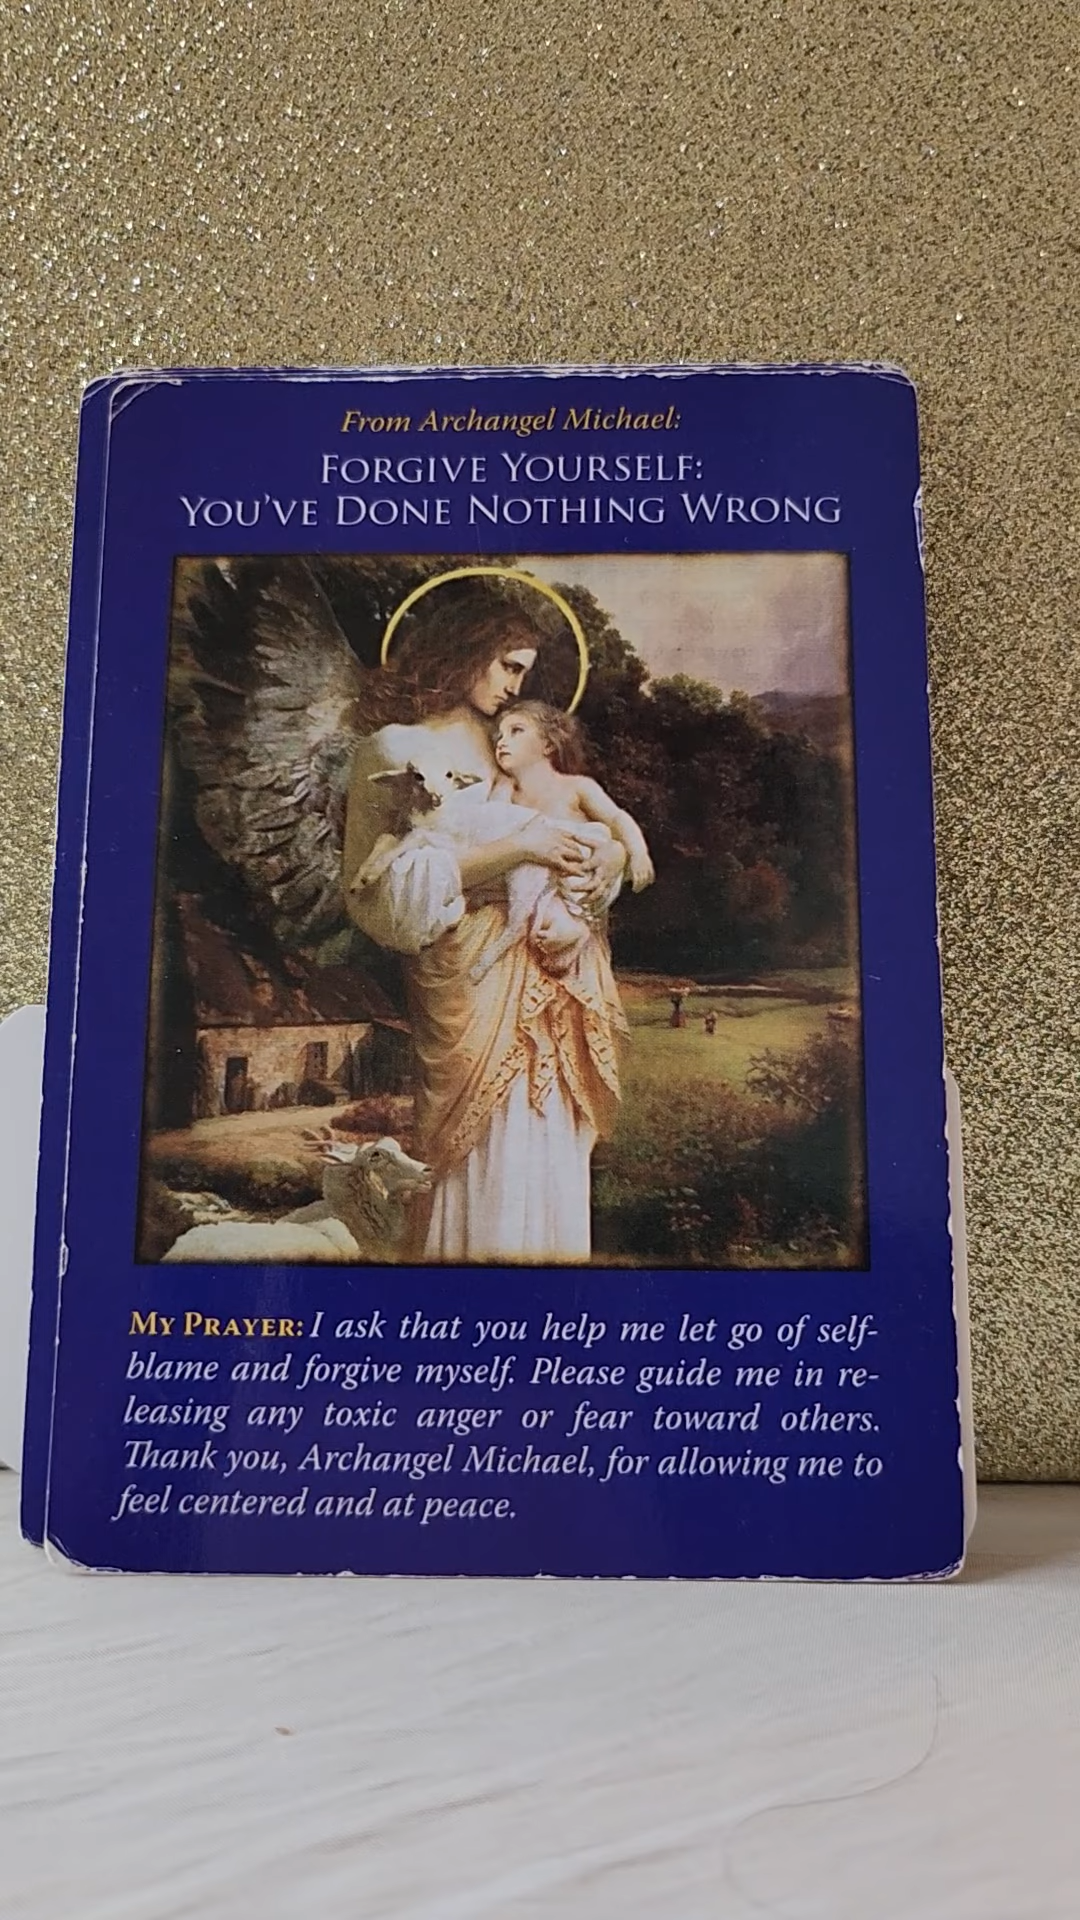 From Archangel Michael:
FORGIVE YOURSELF:
YOU'VE DONE NOTHING WRONG
MY PRAYER: I ask that you help me let go of self-
blame and forgive myself. Please guide me in re-
leasing any toxic anger or fear toward others.
Thank you, Archangel Michael, for allowing me to
feel centered and at peace.